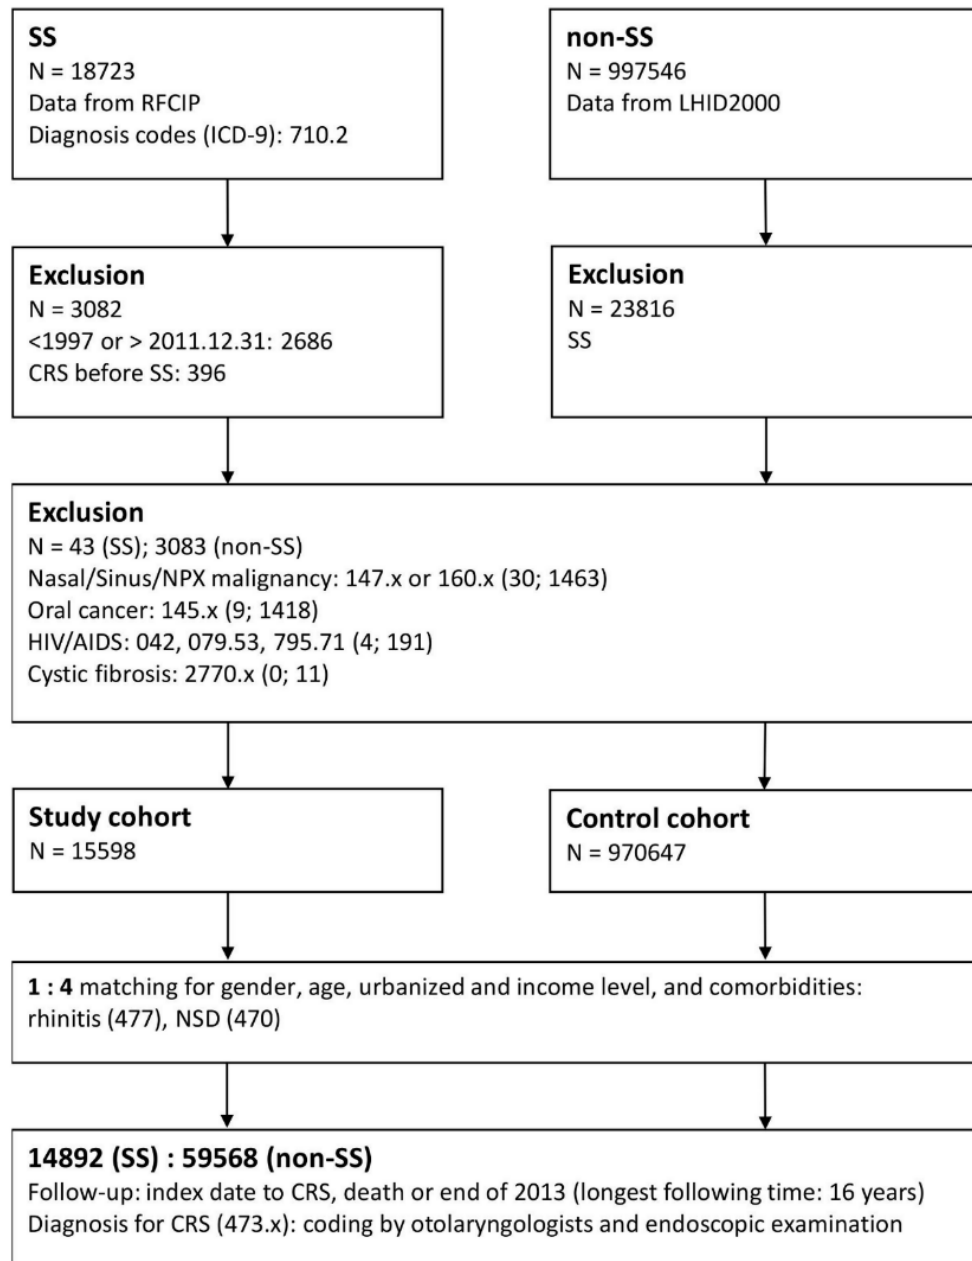 SS
N = 18723
Data from RFCIP
Diagnosis codes (ICD-9): 710.2
non-SS
N = 997546
Data from LHID2000
Exclusion
N = 3082
<1997 or > 2011.12.31: 2686
CRS before SS: 396
Exclusion
N = 23816
SS
Exclusion
N = 43 (SS); 3083 (non-SS)
Nasal/Sinus/NPX malignancy: 147.x or 160.x (30; 1463)
Oral cancer: 145.x (9; 1418)
HIV/AIDS: 042, 079.53, 795.71 (4; 191)
Cystic fibrosis: 2770.x (0; 11)
Study cohort
N = 15598
Control cohort
N = 970647
1 : 4 matching for gender, age, urbanized and income level, and comorbidities:
rhinitis (477), NSD (470)
14892 (SS) : 59568 (non-SS)
Follow-up: index date to CRS, death or end of 2013 (longest following time: 16 years)
Diagnosis for CRS (473.x): coding by otolaryngologists and endoscopic examination